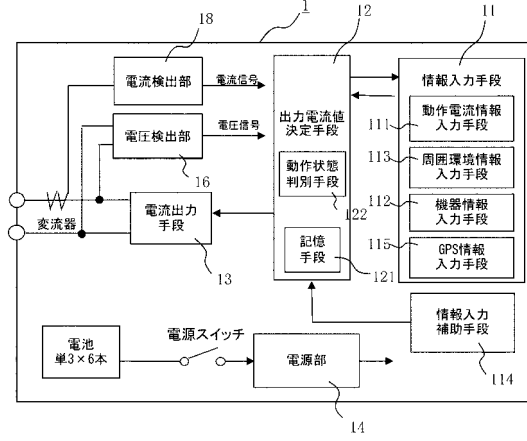 1
18
12
11
電流検出部
電流信号
情報入力手段
出力電流値
決定手段
動作電流情報
入力手段
111
電圧検出部
電圧信号
動作状態
判別手段
周囲環境情報
入力手段
113
16
122
機器情報
入力手段
112
変流器
電流出力
手段
記憶
手段
GPS情報
入力手段
115
13
121
情報入力
補助手段
電源スイッチ
電池
単3×6本
電源部
114
14